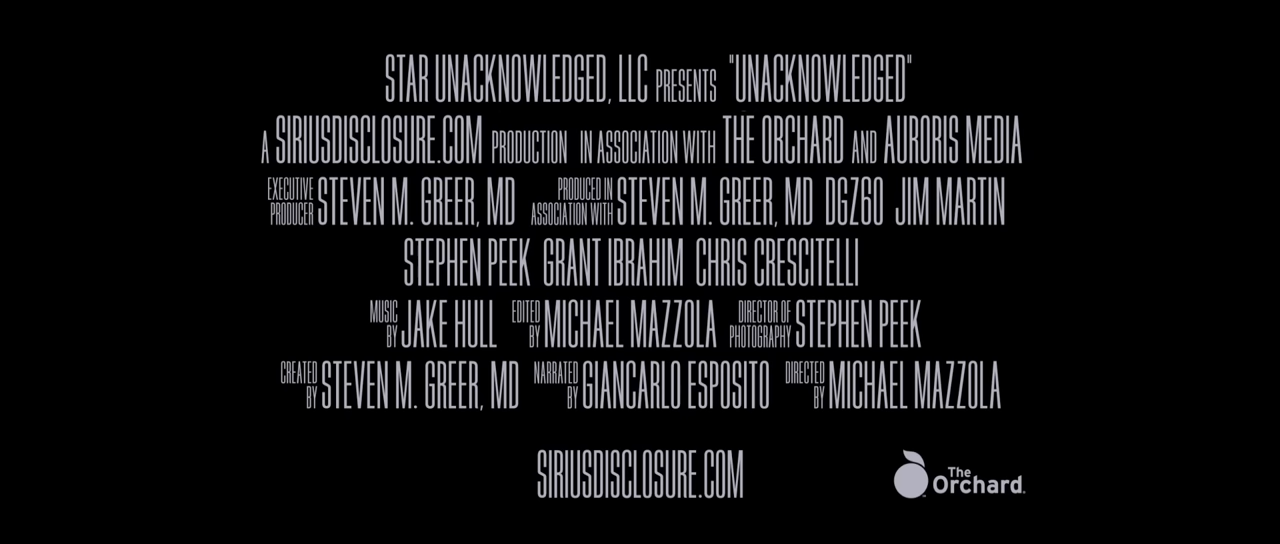 STAR UNACKNOWLEDGED, LLC PRESENTS "UNACKNOWLEDGED"
A SIRIUSDISCLOSURE.COM PRODUCTION IN ASSOCIATION WITH THE ORCHARD AND AURORIS MEDIA
EXECUTIVE PRODUCER STEVEN M. GREER, MD PRODUCED IN ASSOCIATION WITH STEVEN M. GREER, MD DGZ60 JIM MARTIN
STEPHEN PEEK GRANT IBRAHIM CHRIS CRESCITELLI
MUSIC BY JAKE HULL EDITED BY MICHAEL MAZZOLA DIRECTOR OF PHOTOGRAPHY STEPHEN PEEK
CREATED BY STEVEN M. GREER, MD NARRATED BY GIANCARLO ESPOSITO DIRECTED BY MICHAEL MAZZOLA
SIRIUSDISCLOSURE.COM
The Orchard